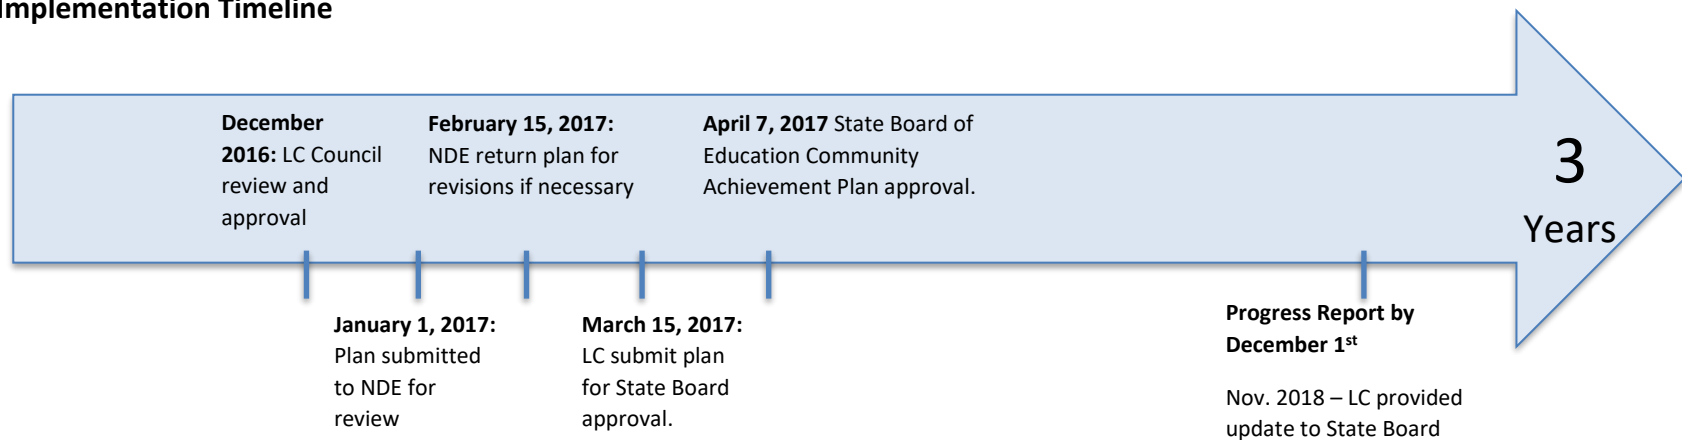 Implementation Timeline
December
2016: LC Council
review and
approval
February 15, 2017:
NDE return plan for
revisions if necessary
April 7, 2017 State Board of
Education Community
Achievement Plan approval.
3
Years
January 1, 2017:
Plan submitted
to NDE for
review
March 15, 2017:
LC submit plan
for State Board
approval.
Progress Report by
December 1st
Nov. 2018 – LC provided
update to State Board